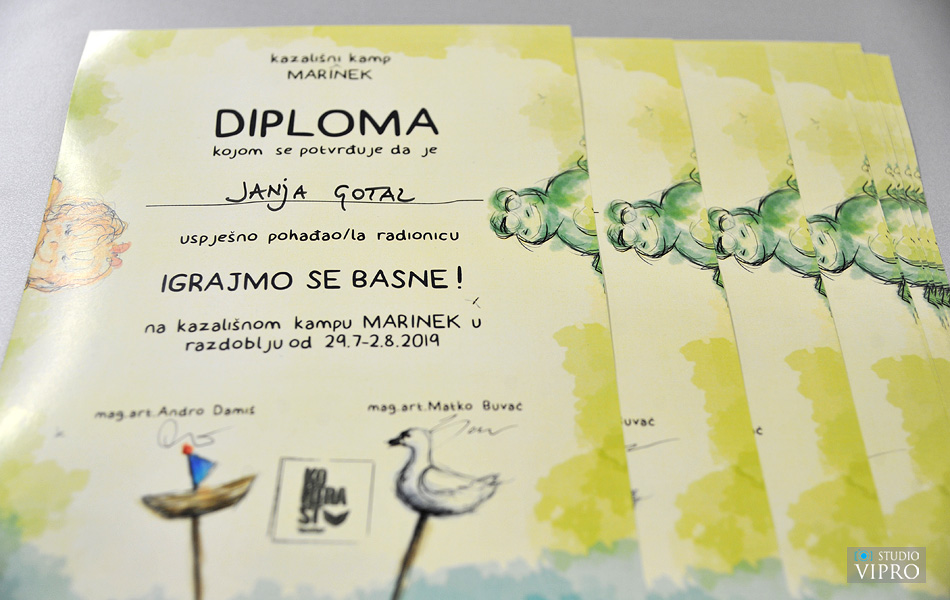 kazališni kamp
MARINEK
DIPLOMA
kojom se potvrđuje da je
JANJA GOTAL
uspješno pohađao/la radionicu
IGRAJMO SE BASNE!
na kazališnom kampu MARINEK u
razdoblju od 29.7-2.8.2019
mag.art.Andro Damiš
mag.art.Matko Buvač
uvač
č
STUDIO
VIPRO